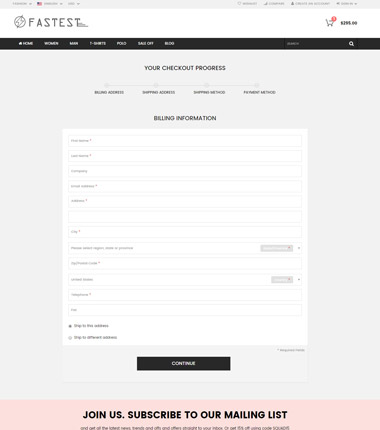 ENGLISH
WISHLIST
COMPARE
CREATE AN ACCOUNT
SIGN IN
FASTEST
$295.00
HOME WOMEN MAN T-SHIRTS POLO SALE OFF BLOG
SEARCH
YOUR CHECKOUT PROGRESS
BILLING ADDRESS SHIPPING ADDRESS SHIPPING METHOD PAYMENT METHOD
BILLING INFORMATION
First Name *
Last Name *
Company
Email Address *
Address *
City *
Please select region, state or province
Zip/Postal Code *
United States
Telephone *
Fax
Ship to this address
Ship to different address
* Required Fields
CONTINUE
JOIN US. SUBSCRIBE TO OUR MAILING LIST
and get all the latest news, trends and offers straight to your inbox. Or get 15% off using code SQUAD15